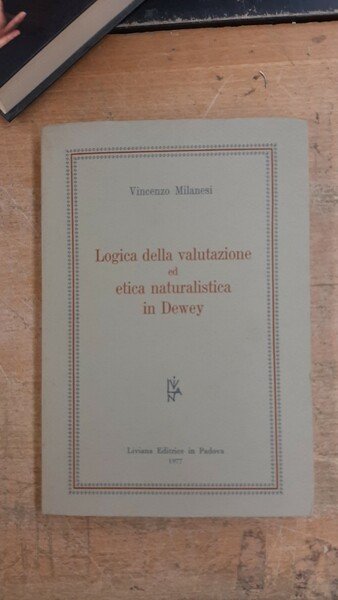 Vincenzo Milanesi
Logica della valutazione
ed
etica naturalistica
in Dewey
Liviana Editrice in Padova
1977